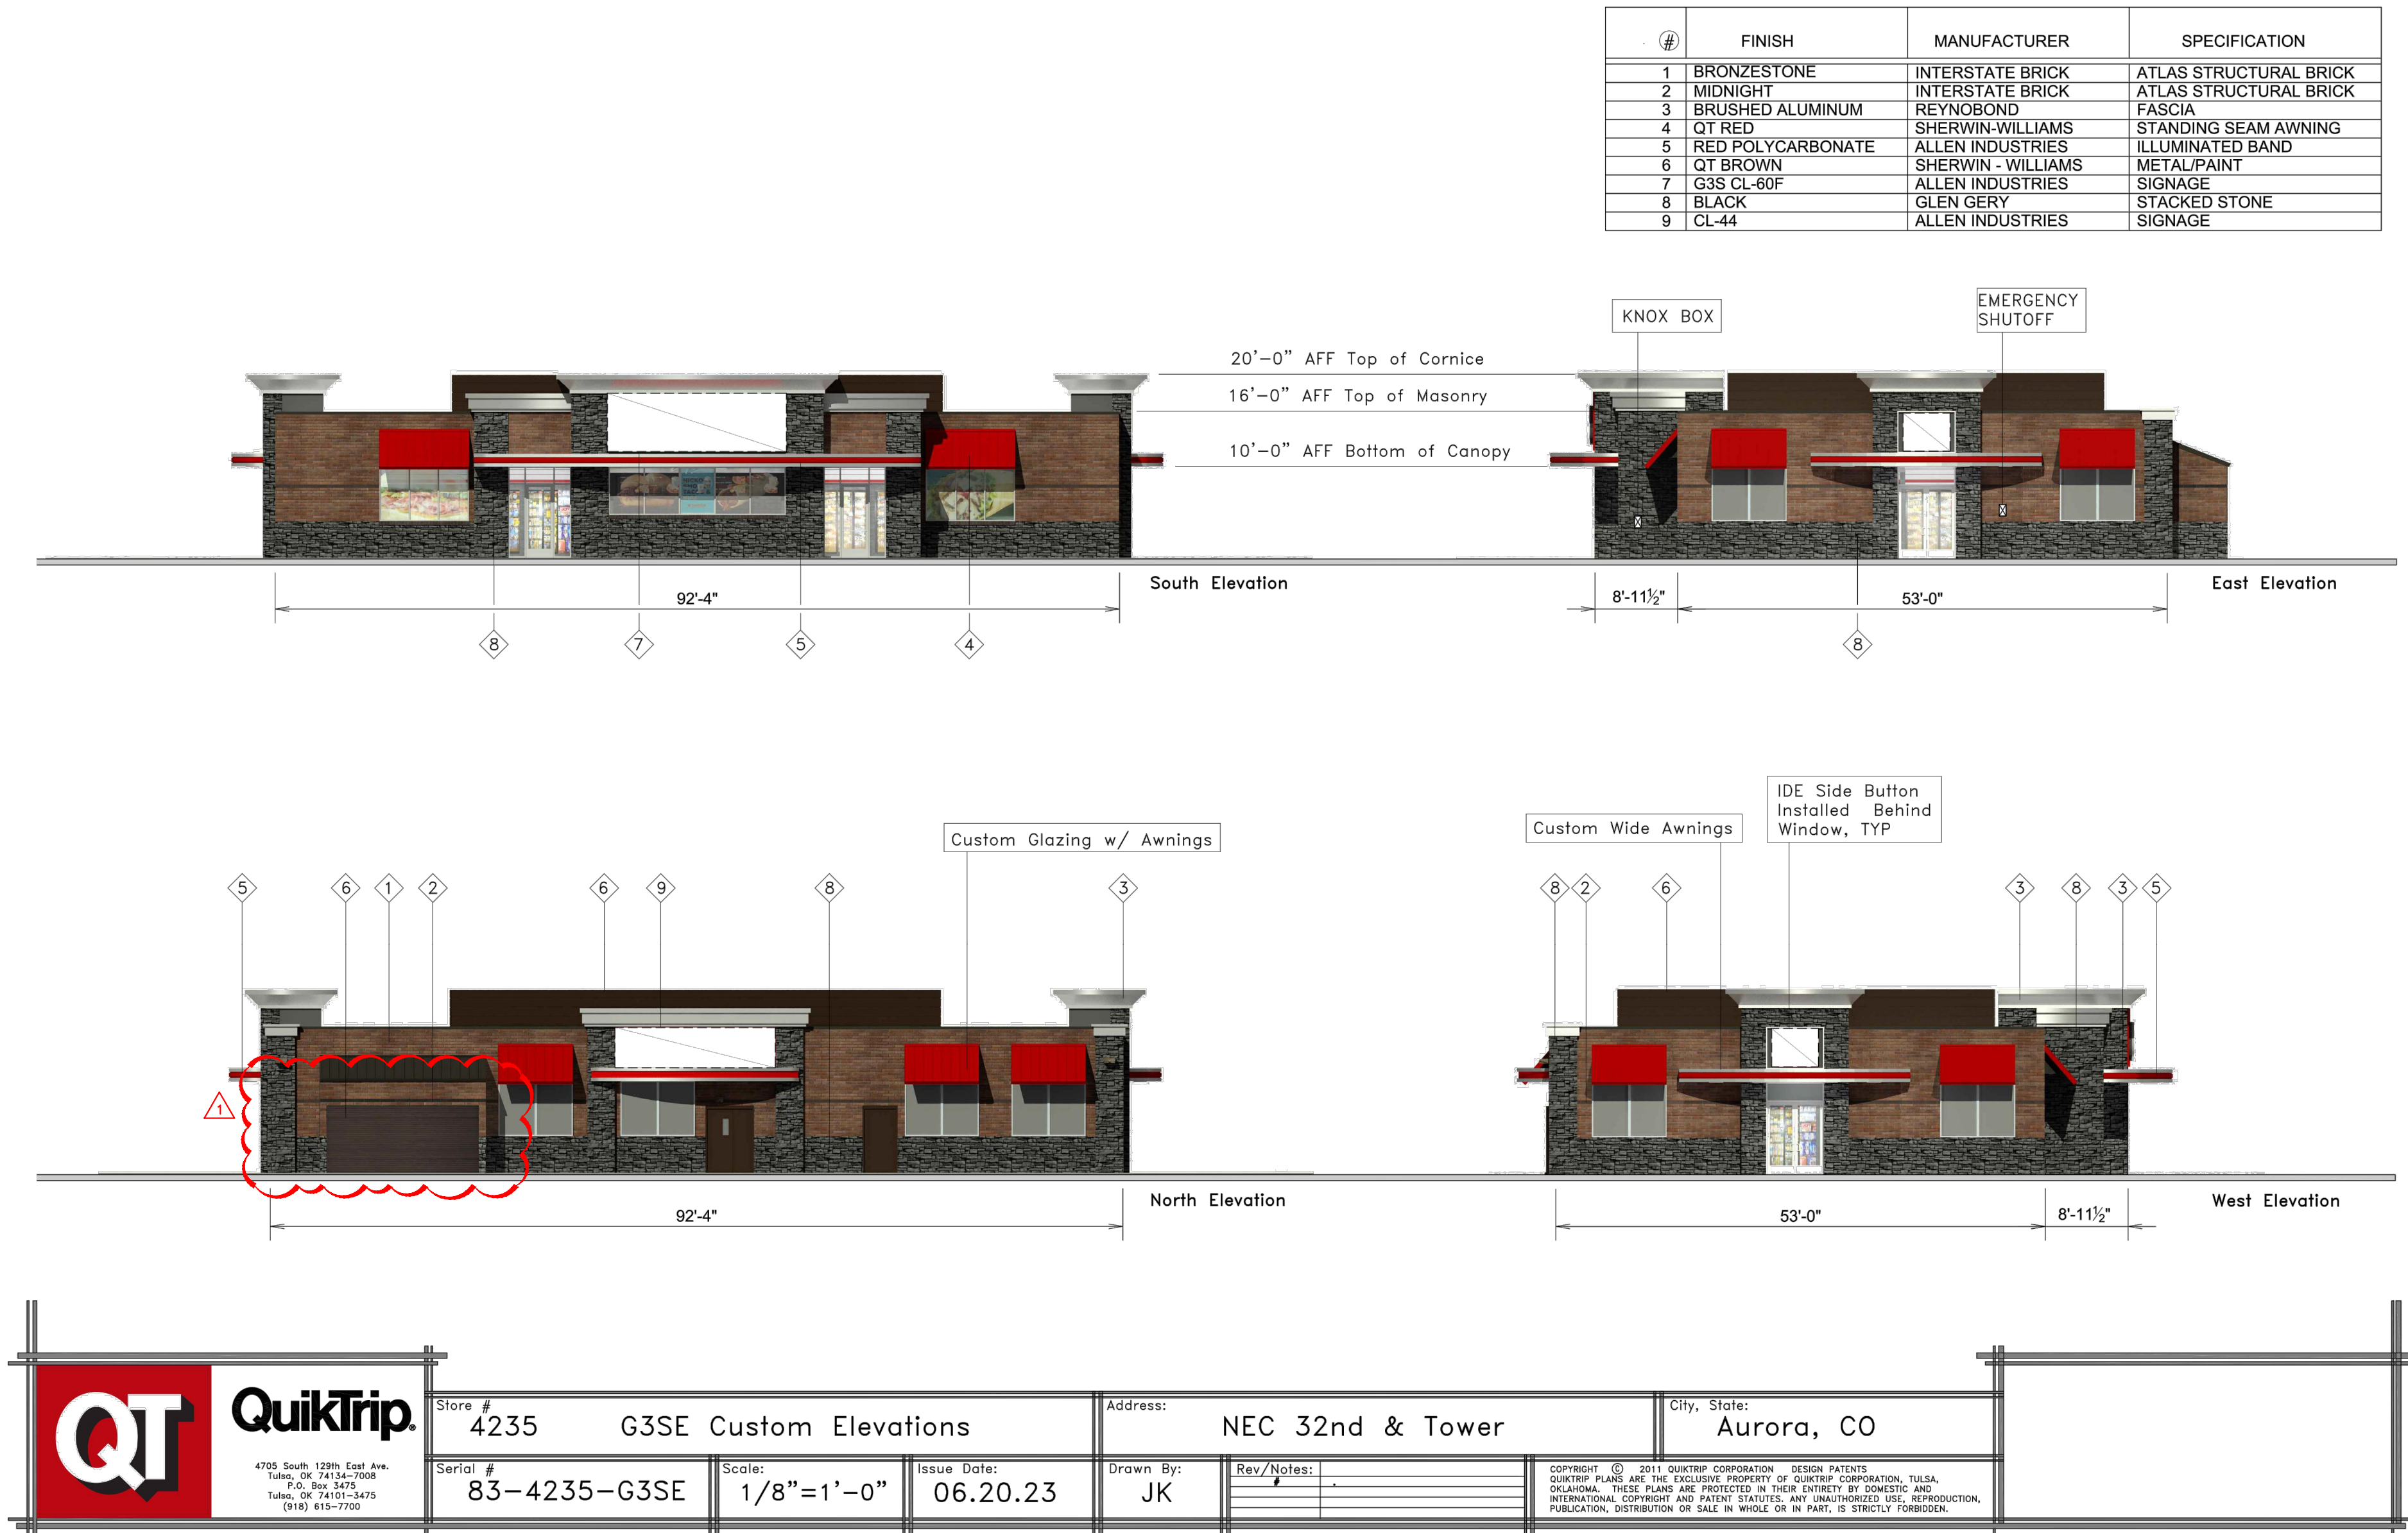 # FINISH MANUFACTURER SPECIFICATION
1 BRONZESTONE INTERSTATE BRICK ATLAS STRUCTURAL BRICK
2 MIDNIGHT INTERSTATE BRICK ATLAS STRUCTURAL BRICK
3 BRUSHED ALUMINUM REYNOBOND FASCIA
4 QT RED SHERWIN-WILLIAMS STANDING SEAM AWNING
5 RED POLYCARBONATE ALLEN INDUSTRIES ILLUMINATED BAND
6 QT BROWN SHERWIN - WILLIAMS METAL/PAINT
7 G3S CL-60F ALLEN INDUSTRIES SIGNAGE
8 BLACK GLEN GERY STACKED STONE
9 CL-44 ALLEN INDUSTRIES SIGNAGE
KNOX BOX
EMERGENCY
SHUTOFF
20'-0" AFF Top of Cornice
16'-0" AFF Top of Masonry
10'-0" AFF Bottom of Canopy
South Elevation
East Elevation
92'-4"
8'-11½"
53'-0"
8 7 5 4
8
Custom Glazing w/ Awnings
Custom Wide Awnings
IDE Side Button
Installed Behind
Window, TYP
5 6 1 2 6 9 8 3
8 2 6 3 8 3 5
1
North Elevation
West Elevation
92'-4"
53'-0"
8'-11½"
QT
QuikTrip®
4705 South 129th East Ave.
Tulsa, OK 74134-7008
P.O. Box 3475
Tulsa, OK 74101-3475
(918) 615-7700
Store #
4235 G3SE Custom Elevations
Address:
NEC 32nd & Tower
City, State:
Aurora, CO
Serial #
83-4235-G3SE
Scale:
1/8"=1'-0"
Issue Date:
06.20.23
Drawn By:
JK
Rev/Notes:
# .
COPYRIGHT © 2011 QUIKTRIP CORPORATION DESIGN PATENTS
QUIKTRIP PLANS ARE THE EXCLUSIVE PROPERTY OF QUIKTRIP CORPORATION, TULSA,
OKLAHOMA. THESE PLANS ARE PROTECTED IN THEIR ENTIRETY BY DOMESTIC AND
INTERNATIONAL COPYRIGHT AND PATENT STATUTES. ANY UNAUTHORIZED USE, REPRODUCTION,
PUBLICATION, DISTRIBUTION OR SALE IN WHOLE OR IN PART, IS STRICTLY FORBIDDEN.